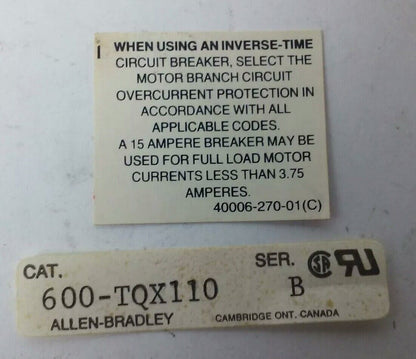 WHEN USING AN INVERSE-TIME
CIRCUIT BREAKER, SELECT THE
MOTOR BRANCH CIRCUIT
OVERCURRENT PROTECTION IN
ACCORDANCE WITH ALL
APPLICABLE CODES.
A 15 AMPERE BREAKER MAY BE
USED FOR FULL LOAD MOTOR
CURRENTS LESS THAN 3.75
AMPERES.
40006-270-01(C)
CAT. SER.
600-TQX110 B
ALLEN-BRADLEY CAMBRIDGE ONT. CANADA